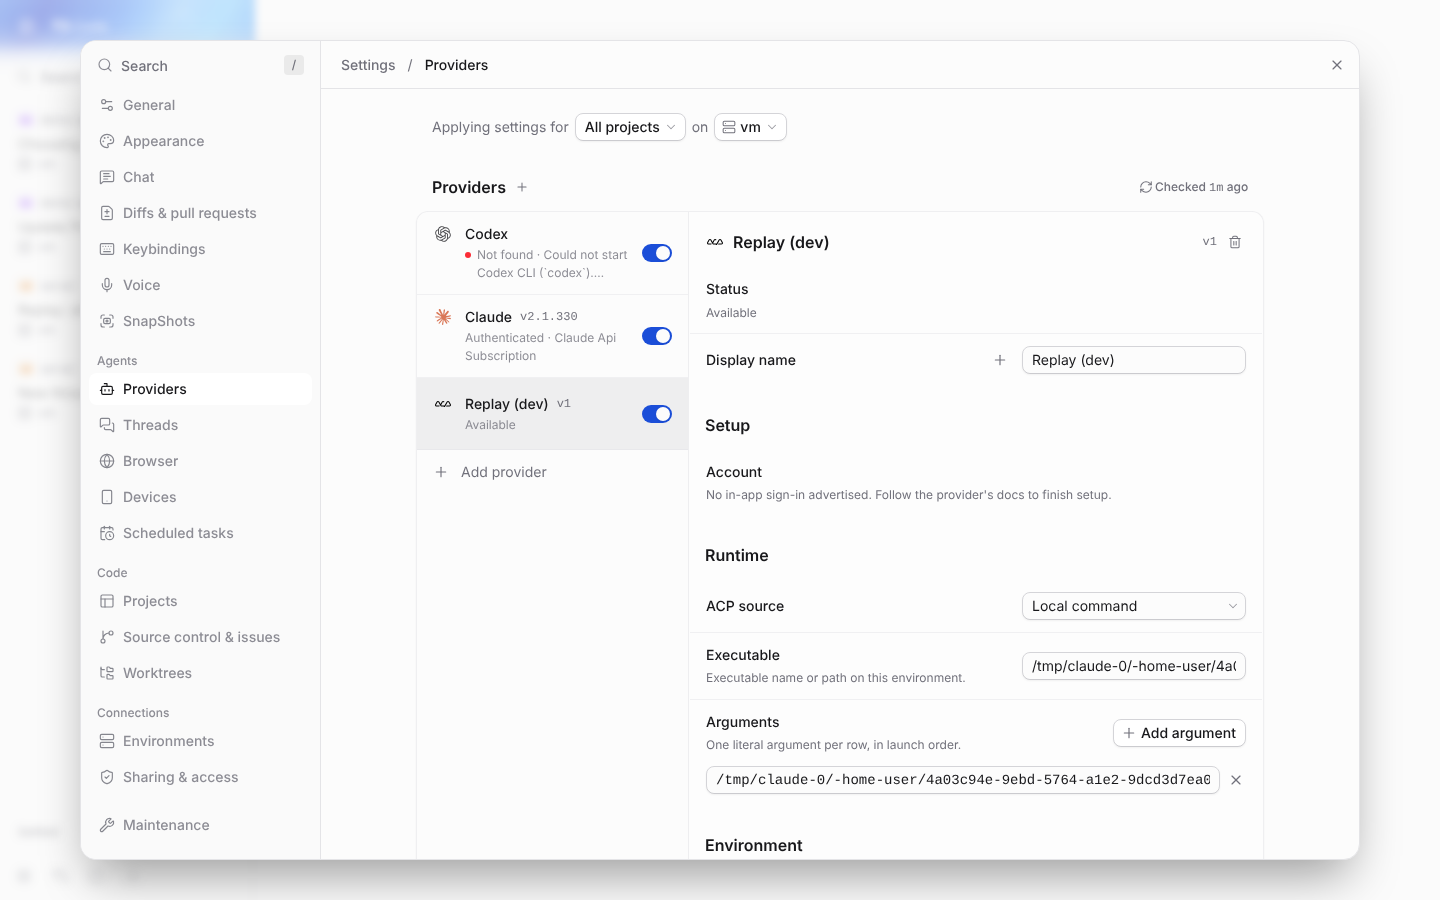 Search
/
General
Appearance
Chat
Diffs & pull requests
Keybindings
Voice
SnapShots
Agents
Providers
Threads
Browser
Devices
Scheduled tasks
Code
Projects
Source control & issues
Worktrees
Connections
Environments
Sharing & access
Maintenance
Settings / Providers
Applying settings for All projects on vm
Providers
Checked 1m ago
Codex
Not found · Could not start
Codex CLI (`codex`)....
Claude v2.1.330
Authenticated · Claude Api
Subscription
Replay (dev) v1
Available
Add provider
Replay (dev)
v1
Status
Available
Display name
Replay (dev)
Setup
Account
No in-app sign-in advertised. Follow the provider's docs to finish setup.
Runtime
ACP source
Local command
Executable
Executable name or path on this environment.
/tmp/claude-0/-home-user/4a0
Arguments
One literal argument per row, in launch order.
Add argument
/tmp/claude-0/-home-user/4a03c94e-9ebd-5764-a1e2-9dcd3d7ea0
Environment